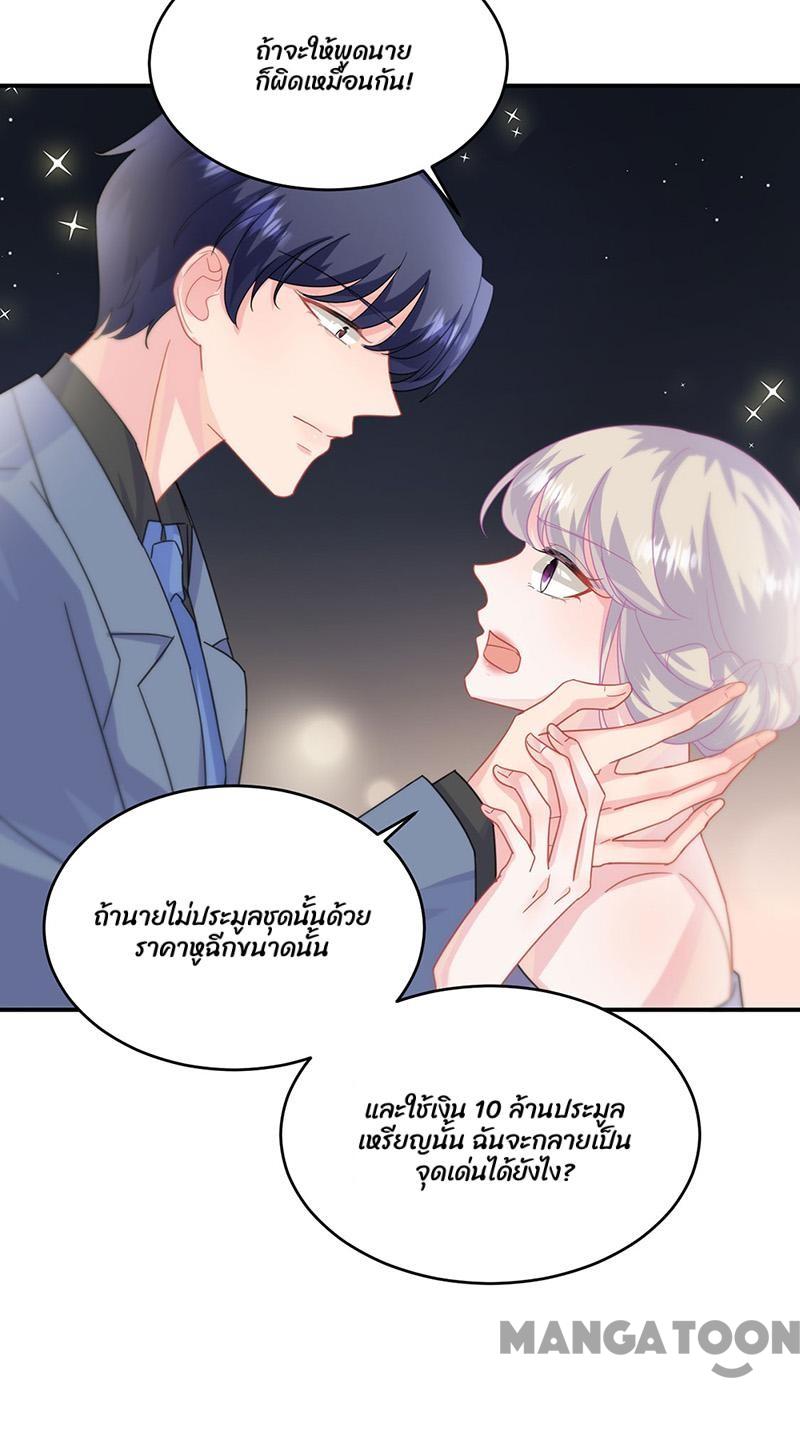 ถ้าจะให้พูดนาย
ก็ผิดเหมือนกัน!
ถ้านายไม่ประมูลชุดนั้นด้วย
ราคาหูฉีกขนาดนั้น
และใช้เงิน 10 ล้านประมูล
เหรียญนั้น ฉันจะกลายเป็น
จุดเด่นได้ยังไง?
MANGATOON